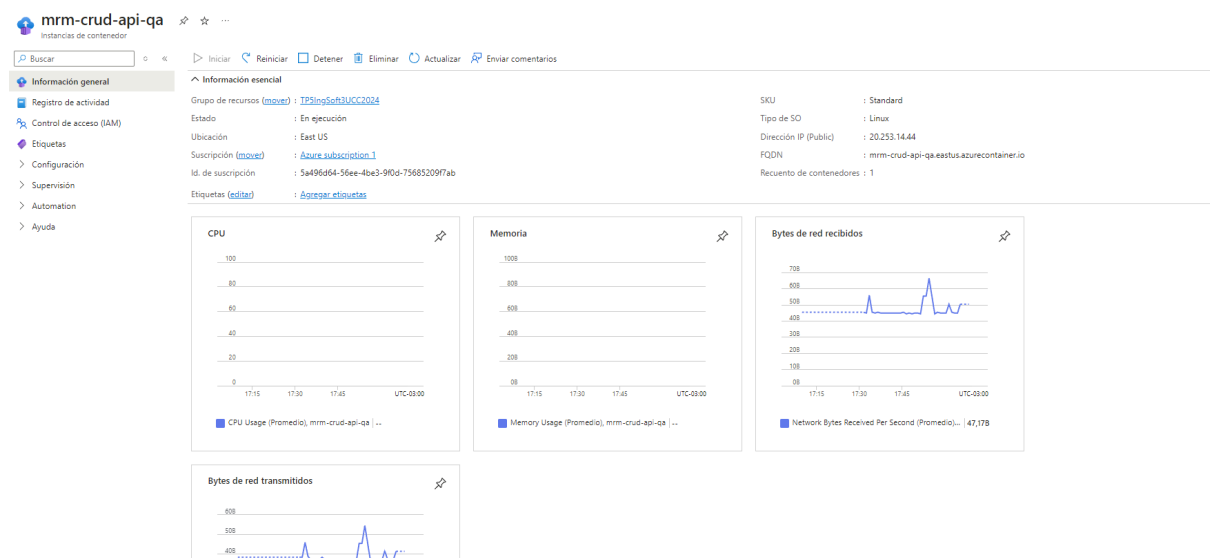 mrm-crud-api-qa
Instancias de contenedor
Buscar
Información general
Registro de actividad
Control de acceso (IAM)
Etiquetas
Configuración
Supervisión
Automation
Ayuda
Iniciar Reiniciar Detener Eliminar Actualizar Enviar comentarios
Información esencial
Grupo de recursos (mover) : TP5IngSoft3UCC2024
Estado : En ejecución
Ubicación : East US
Suscripción (mover) : Azure subscription 1
Id. de suscripción : 5a496d64-56ee-4be3-9f0d-75685209f7ab
Etiquetas (editar) : Agregar etiquetas
SKU : Standard
Tipo de SO : Linux
Dirección IP (Public) : 20.253.14.44
FQDN : mrm-crud-api-qa.eastus.azurecontainer.io
Recuento de contenedores : 1
CPU
100
80
60
40
20
0
17:15 17:30 17:45 UTC-03:00
CPU Usage (Promedio), mrm-crud-api-qa | --
Memoria
100B
80B
60B
40B
20B
0B
17:15 17:30 17:45 UTC-03:00
Memory Usage (Promedio), mrm-crud-api-qa | --
Bytes de red recibidos
70B
60B
50B
40B
30B
20B
10B
0B
17:15 17:30 17:45 UTC-03:00
Network Bytes Received Per Second (Promedio)... | 47,17B
Bytes de red transmitidos
60B
50B
40B